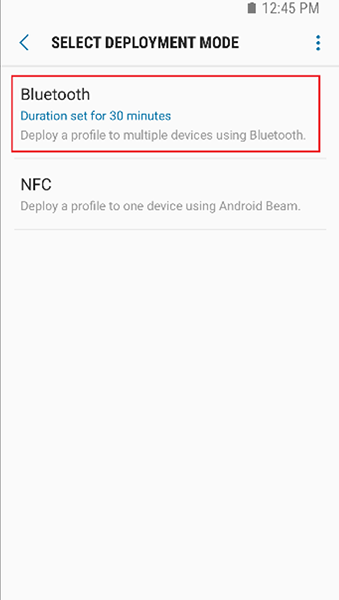 12:45 PM
SELECT DEPLOYMENT MODE
Bluetooth
Duration set for 30 minutes
Deploy a profile to multiple devices using Bluetooth.
NFC
Deploy a profile to one device using Android Beam.